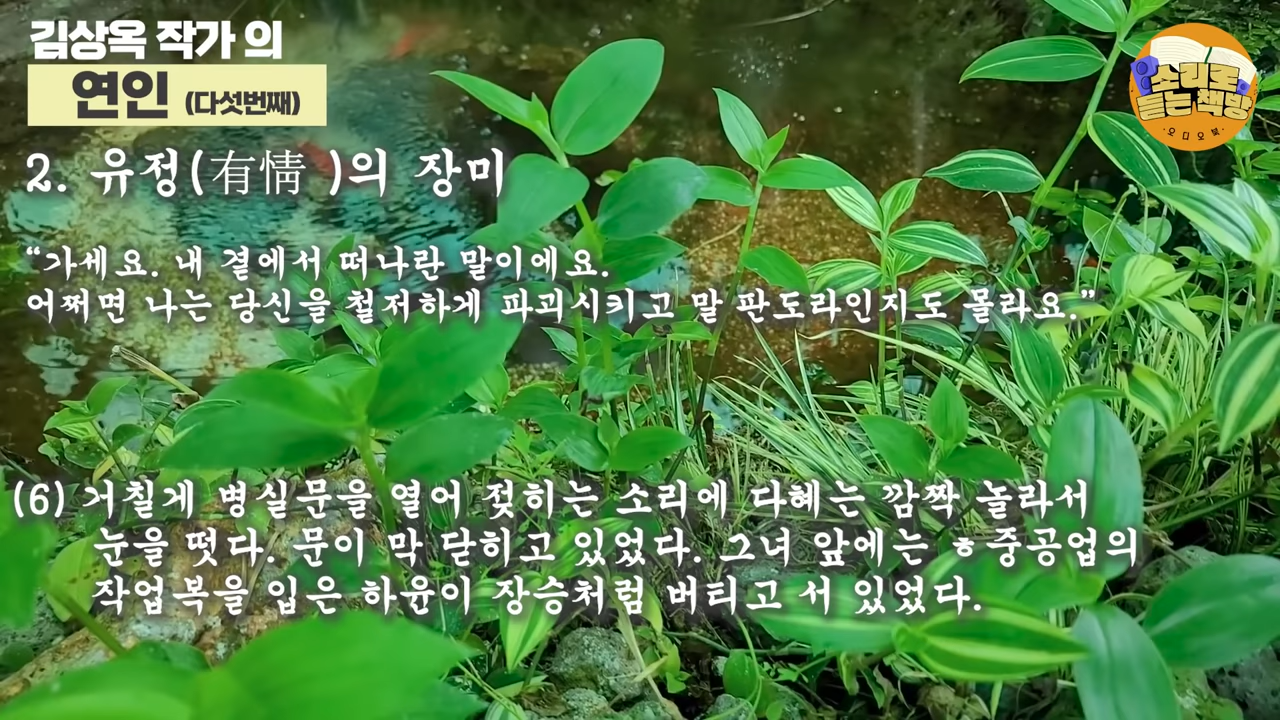 김상옥 작가 의
연인 (다섯번째)
소리로
듣는 책방
·오디오북·
2. 유정(有情 )의 장미
“가세요. 내 곁에서 떠나란 말이에요.
어쩌면 나는 당신을 철저하게 파괴시키고 말 판도라인지도 몰라요.”
(6) 거칠게 병실문을 열어 젖히는 소리에 다혜는 깜짝 놀라서
눈을 떳다. 문이 막 닫히고 있었다. 그녀 앞에는 ㅎ중공업의
작업복을 입은 하윤이 장승처럼 버티고 서 있었다.